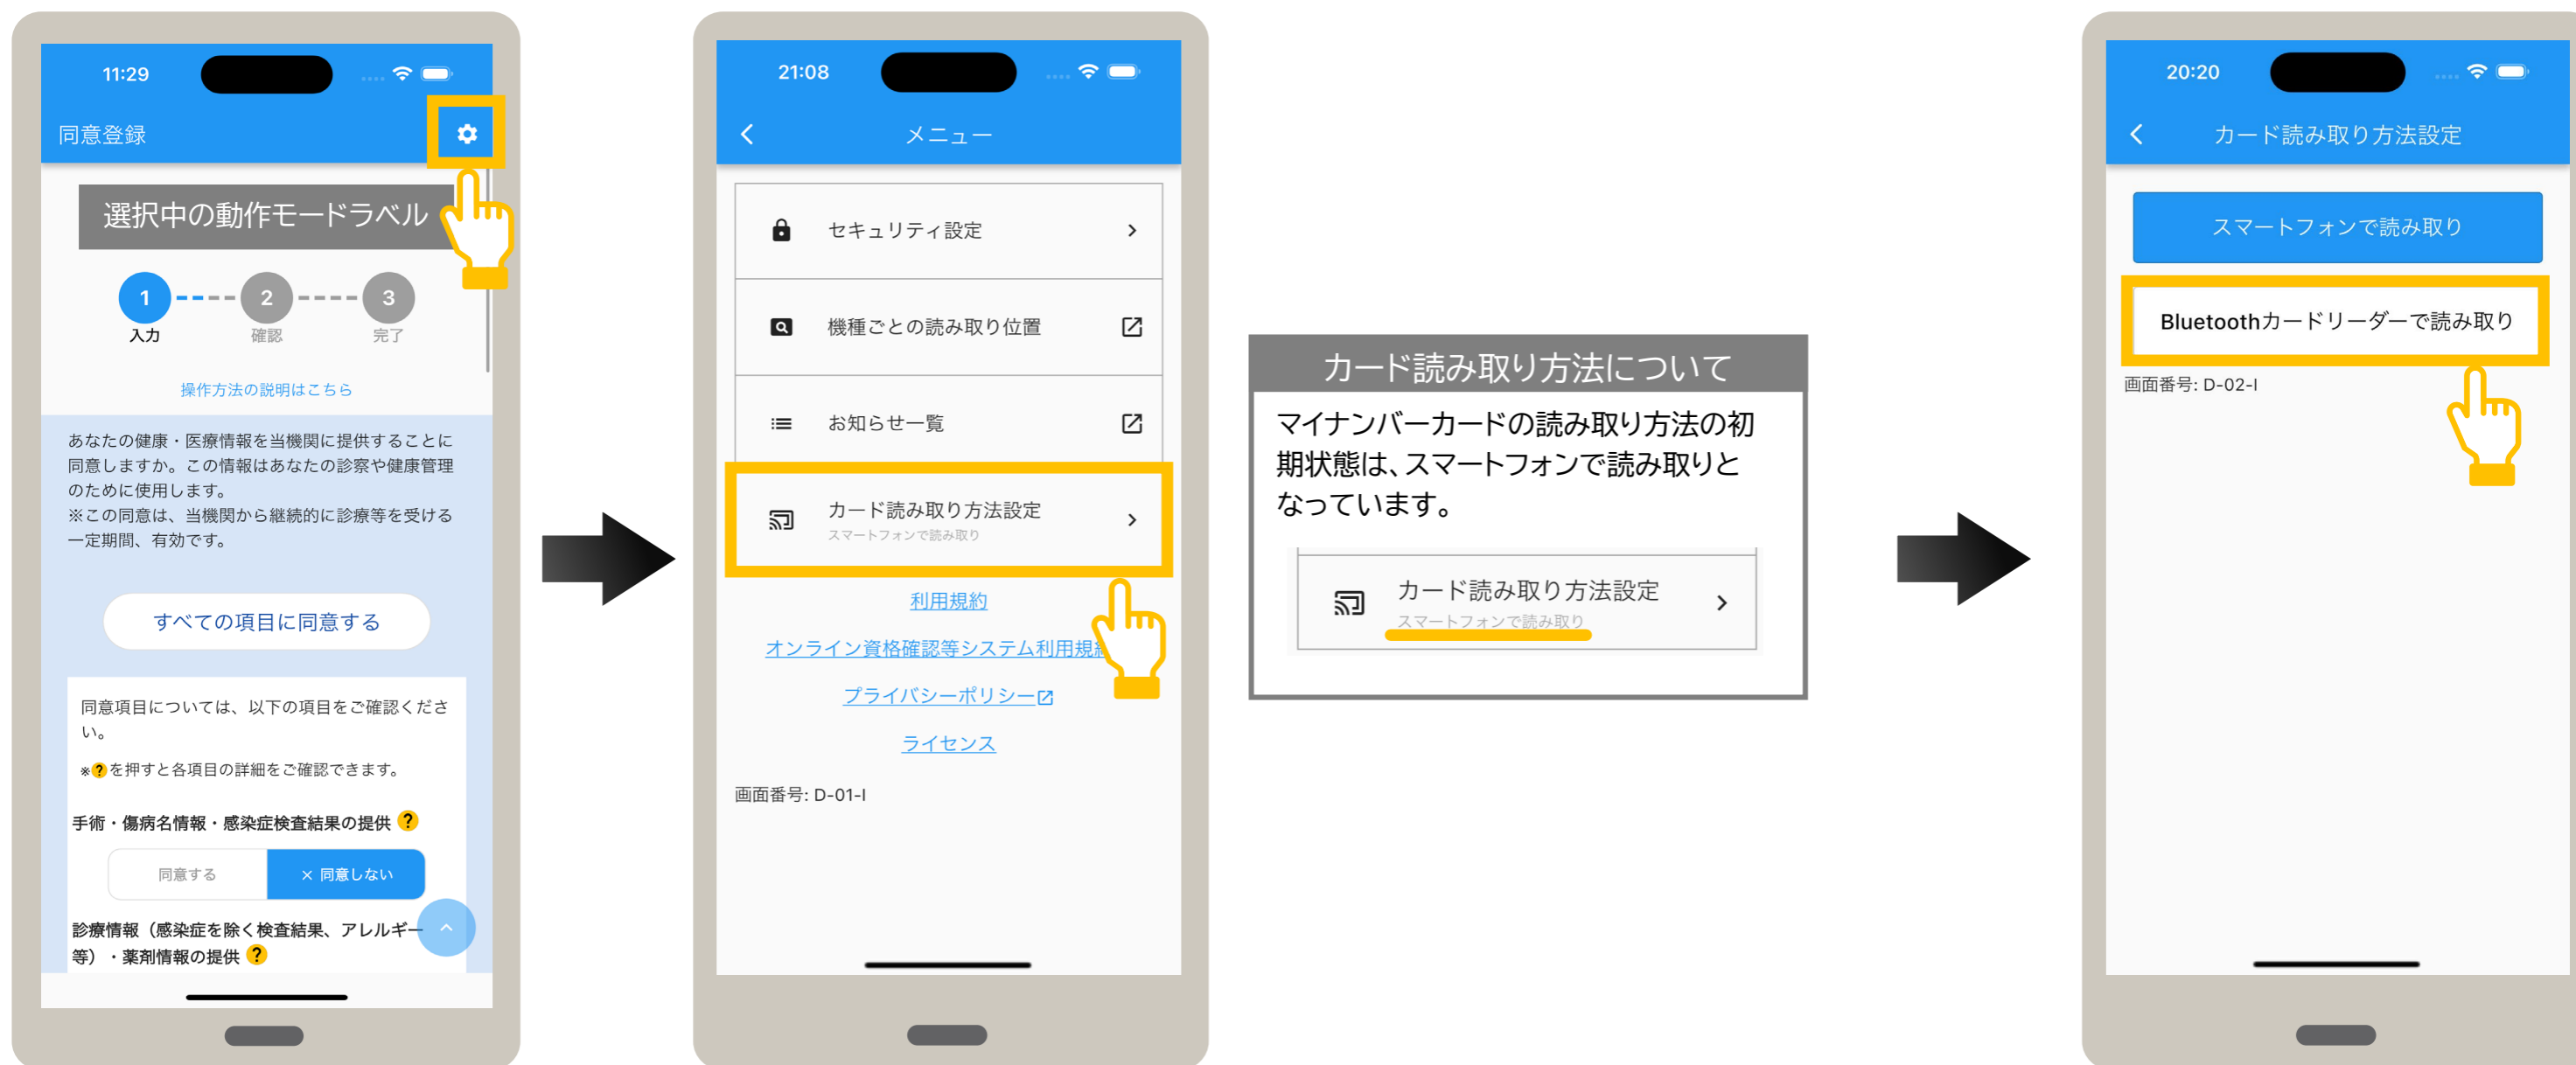 11:29
同意登録
選択中の動作モードラベル
1
2
3
入力
確認
完了
操作方法の説明はこちら
あなたの健康・医療情報を当機関に提供することに
同意しますか。この情報はあなたの診察や健康管理
のために使用します。
※この同意は、当機関から継続的に診療等を受ける
一定期間、有効です。
すべての項目に同意する
同意項目については、以下の項目をご確認くださ
い。
※?を押すと各項目の詳細をご確認できます。
手術・傷病名情報・感染症検査結果の提供 ?
同意する
× 同意しない
診療情報（感染症を除く検査結果、アレルギー
等）・薬剤情報の提供 ?
21:08
メニュー
セキュリティ設定
機種ごとの読み取り位置
お知らせ一覧
カード読み取り方法設定
スマートフォンで読み取り
利用規約
オンライン資格確認等システム利用規
プライバシーポリシー
ライセンス
画面番号: D-01-I
カード読み取り方法について
マイナンバーカードの読み取り方法の初
期状態は、スマートフォンで読み取りと
なっています。
カード読み取り方法設定
スマートフォンで読み取り
20:20
カード読み取り方法設定
スマートフォンで読み取り
Bluetoothカードリーダーで読み取り
画面番号: D-02-I